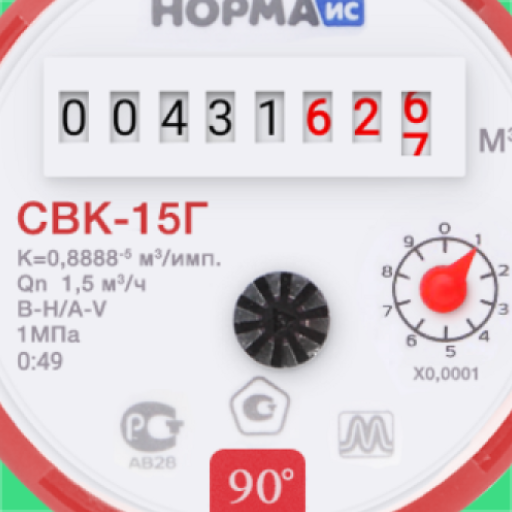 НОРМА ИС
0 0 4 3 1 6 2 6
7
М³
СВК-15Г
K=0,8888⁻⁵ м³/имп.
Qn 1,5 м³/ч
В-Н/А-V
1МПа
0:49
0
1
2
3
4
5
6
7
8
9
X0,0001
РСТ
АВ28
90°